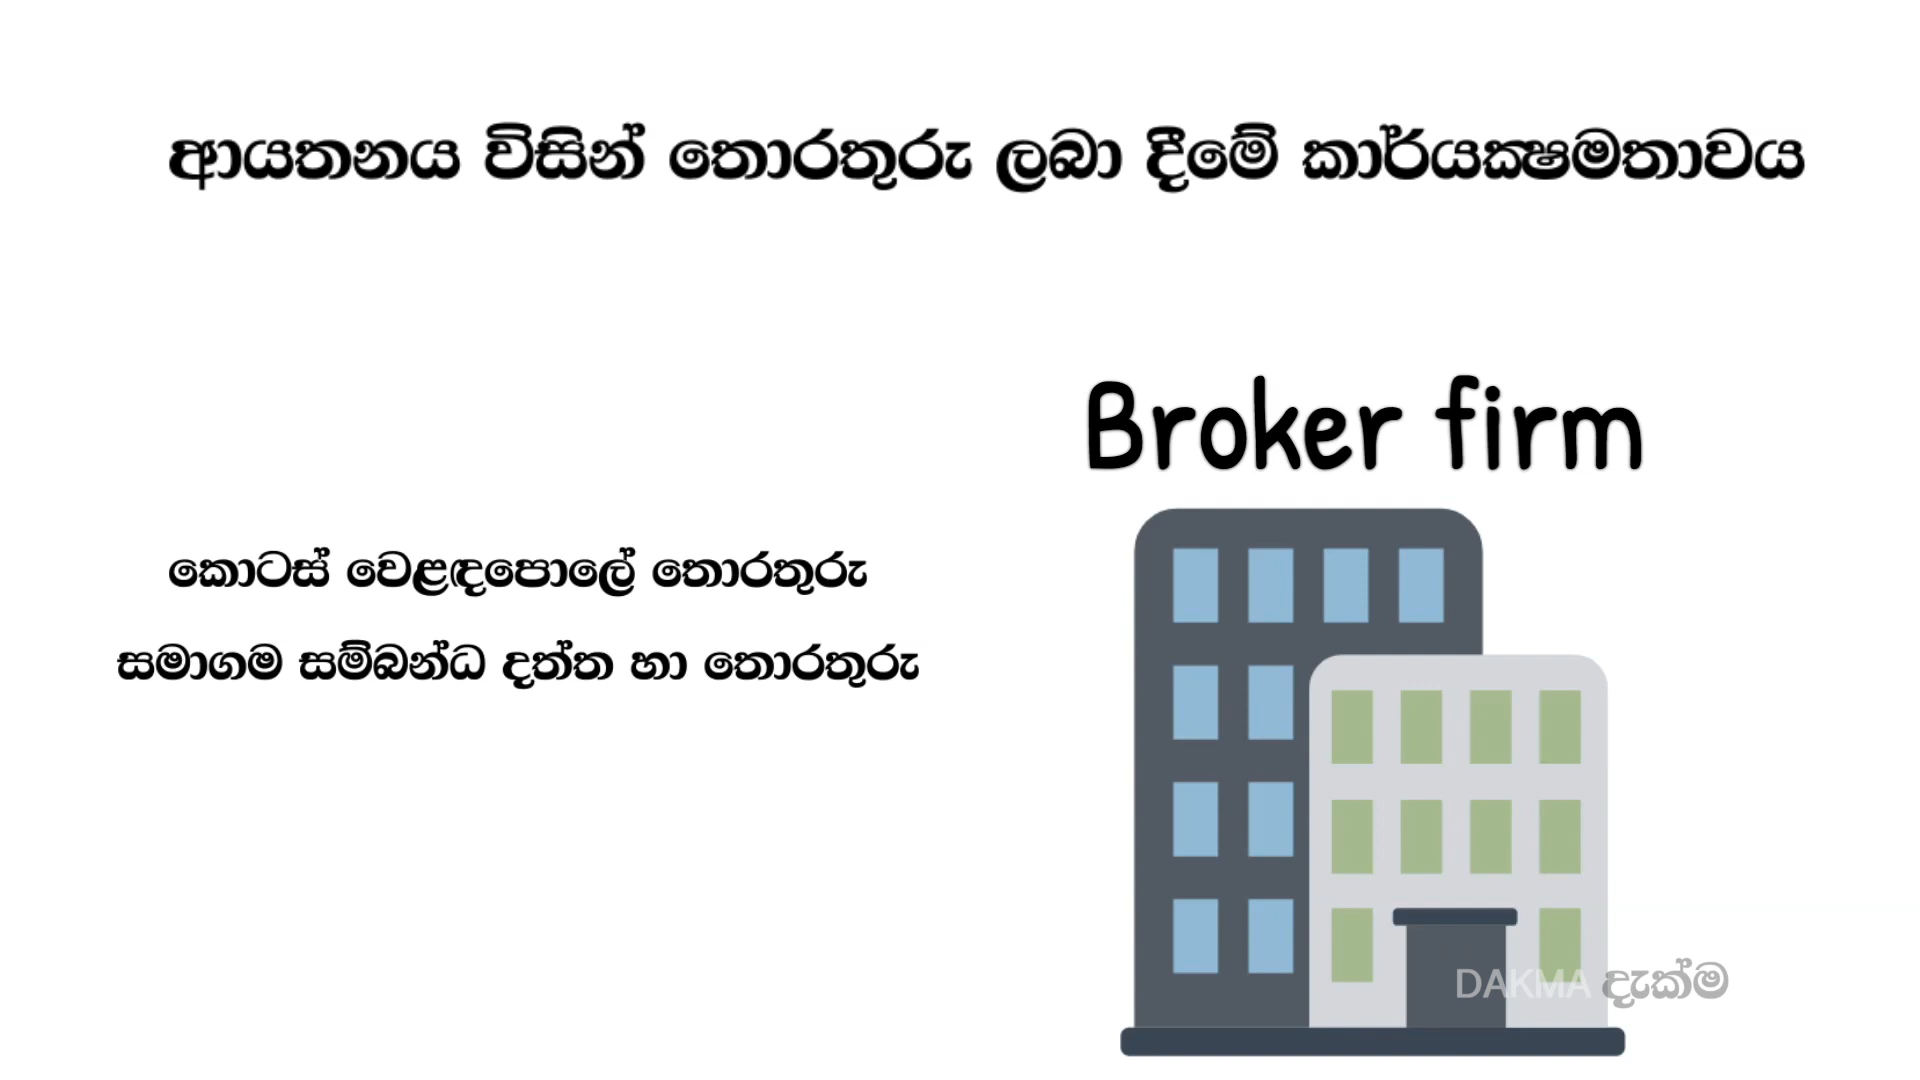 ආයතනය විසින් තොරතුරු ලබා දීමේ කාර්යක්ෂමතාවය
Broker firm
කොටස් වෙළඳපොලේ තොරතුරු
සමාගම සම්බන්ධ දත්ත හා තොරතුරු
DAKMA දැක්ම